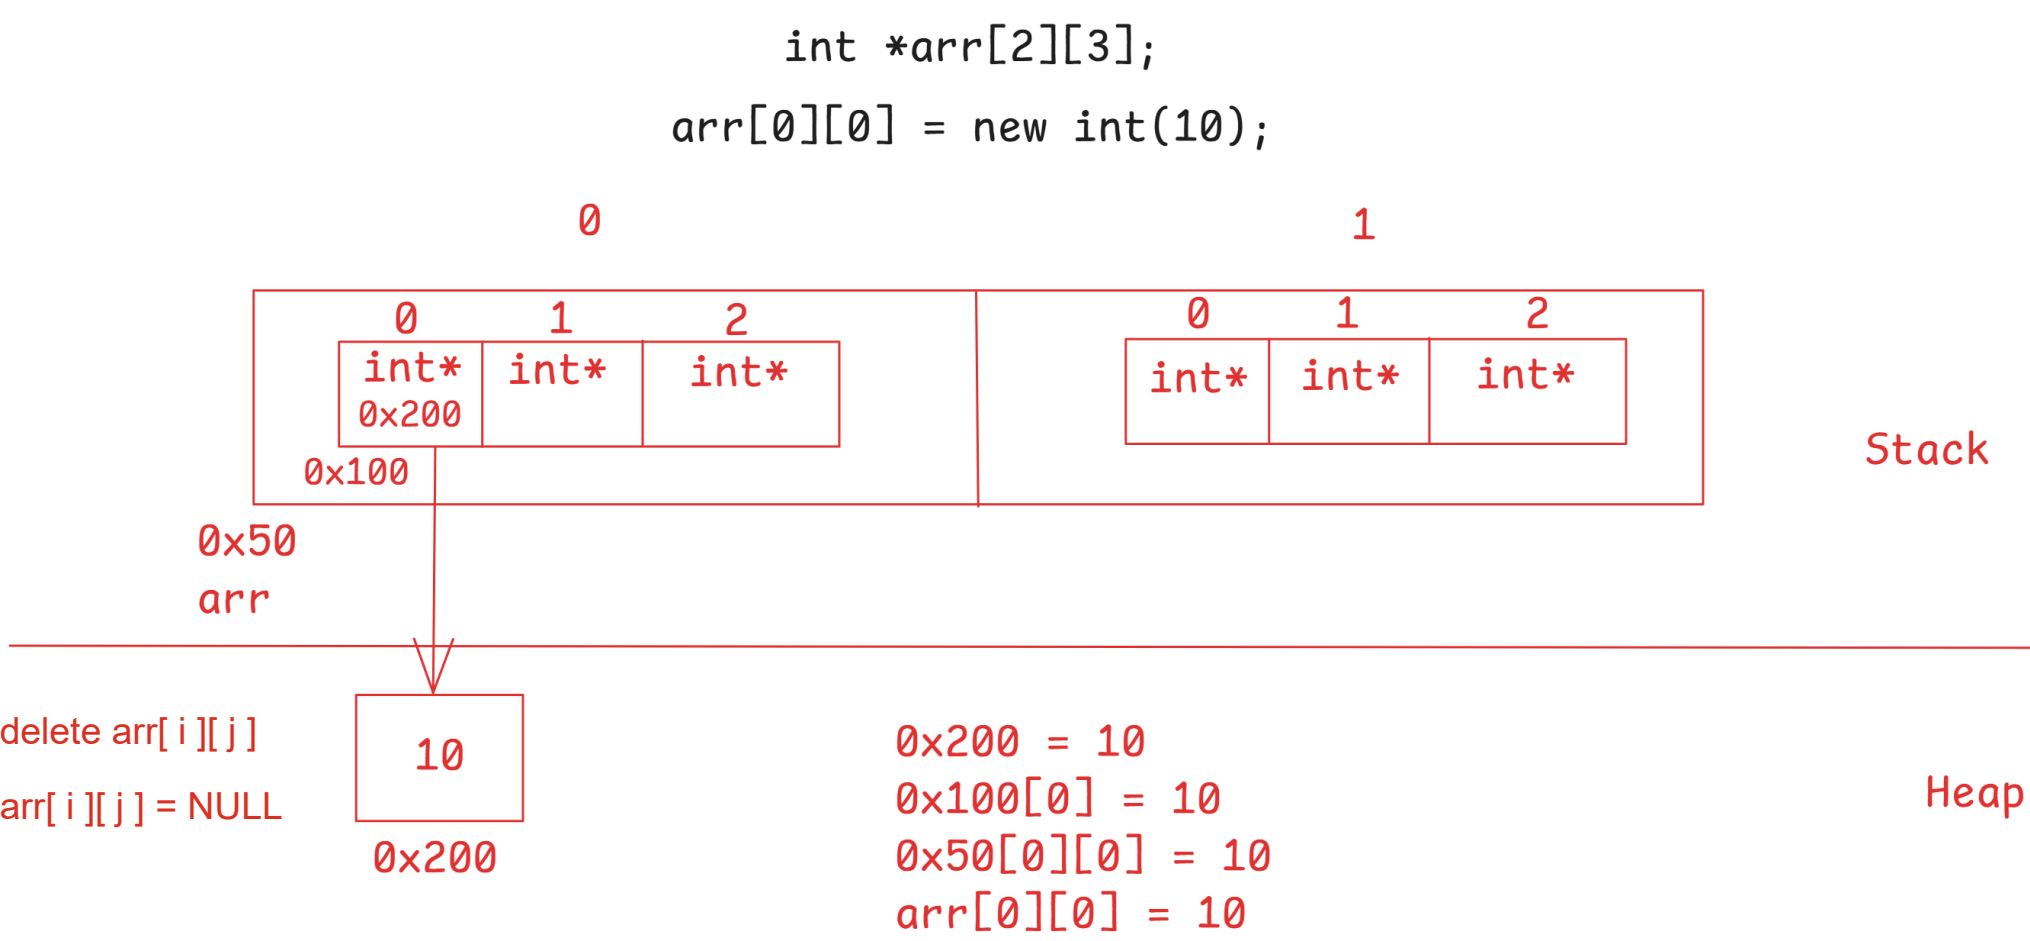 int *arr[2][3];
arr[0][0] = new int(10);
0 1
0 1 2 0 1 2
int* int* int* int* int* int*
0x200
0x100
Stack
0x50
arr
delete arr[ i ][ j ]
arr[ i ][ j ] = NULL
10
0x200
0x200 = 10
0x100[0] = 10
0x50[0][0] = 10
arr[0][0] = 10
Heap